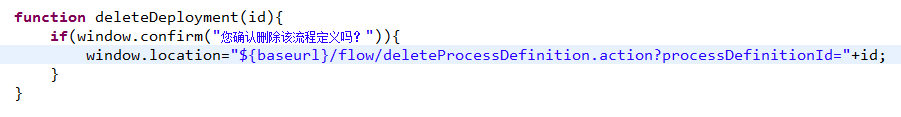 function deleteDeployment(id){
if(window.confirm("您确认删除该流程定义吗？")){
window.location="${baseurl}/flow/deleteProcessDefinition.action?processDefinitionId="+id;
}
}